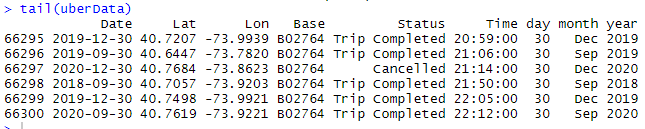 > tail(uberData)
Date Lat Lon Base Status Time day month year
66295 2019-12-30 40.7207 -73.9939 B02764 Trip Completed 20:59:00 30 Dec 2019
66296 2019-09-30 40.6447 -73.7820 B02764 Trip Completed 21:06:00 30 Sep 2019
66297 2020-12-30 40.7684 -73.8623 B02764 Cancelled 21:14:00 30 Dec 2020
66298 2018-09-30 40.7057 -73.9203 B02764 Trip Completed 21:50:00 30 Sep 2018
66299 2019-12-30 40.7498 -73.9921 B02764 Trip Completed 22:05:00 30 Dec 2019
66300 2020-09-30 40.7619 -73.9221 B02764 Trip Completed 22:12:00 30 Sep 2020
>